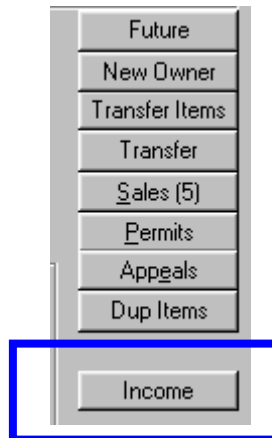 Future
New Owner
Transfer Items
Transfer
Sales (5)
Permits
Appeals
Dup Items
Income